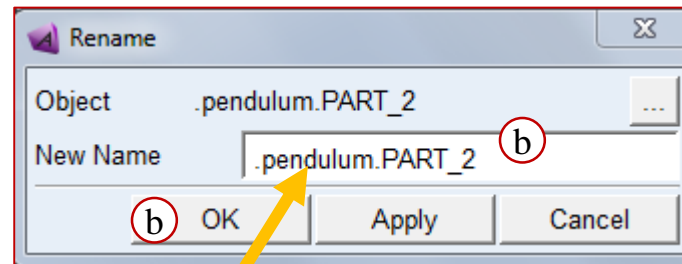 Rename
Object .pendulum.PART_2 ...
New Name .pendulum.PART_2 b
b OK Apply Cancel